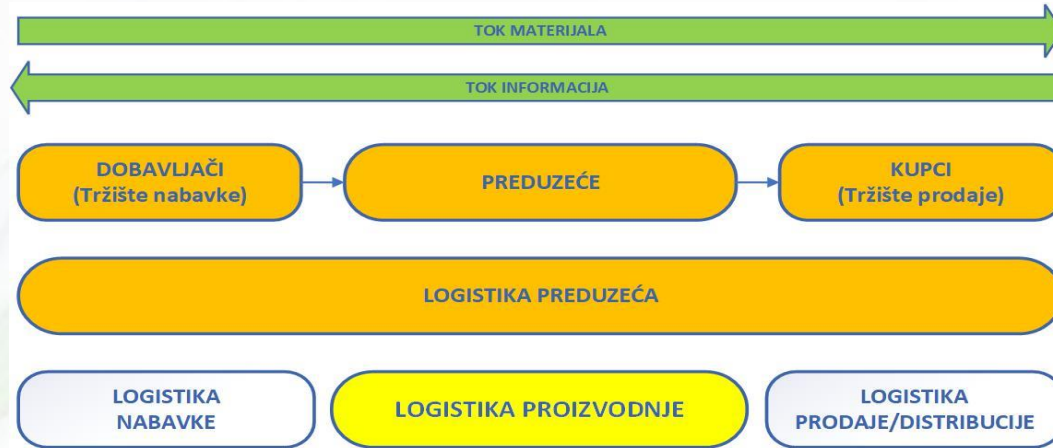 TOK MATERIJALA
TOK INFORMACIJA
DOBAVLJAČI
(Tržište nabavke)
PREDUZEĆE
KUPCI
(Tržište prodaje)
LOGISTIKA PREDUZEĆA
LOGISTIKA
NABAVKE
LOGISTIKA PROIZVODNJE
LOGISTIKA
PRODAJE/DISTRIBUCIJE